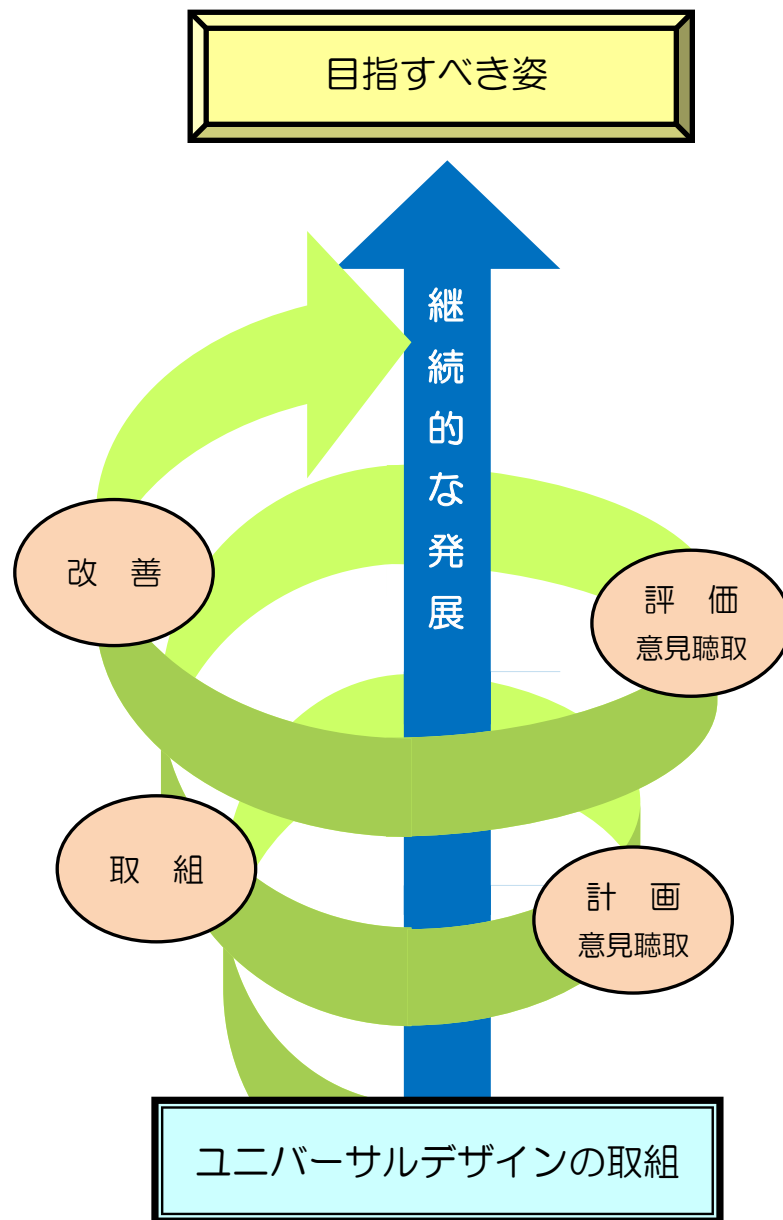 目指すべき姿
継続的な発展
改　善
評　価
意見聴取
取　組
計　画
意見聴取
ユニバーサルデザインの取組